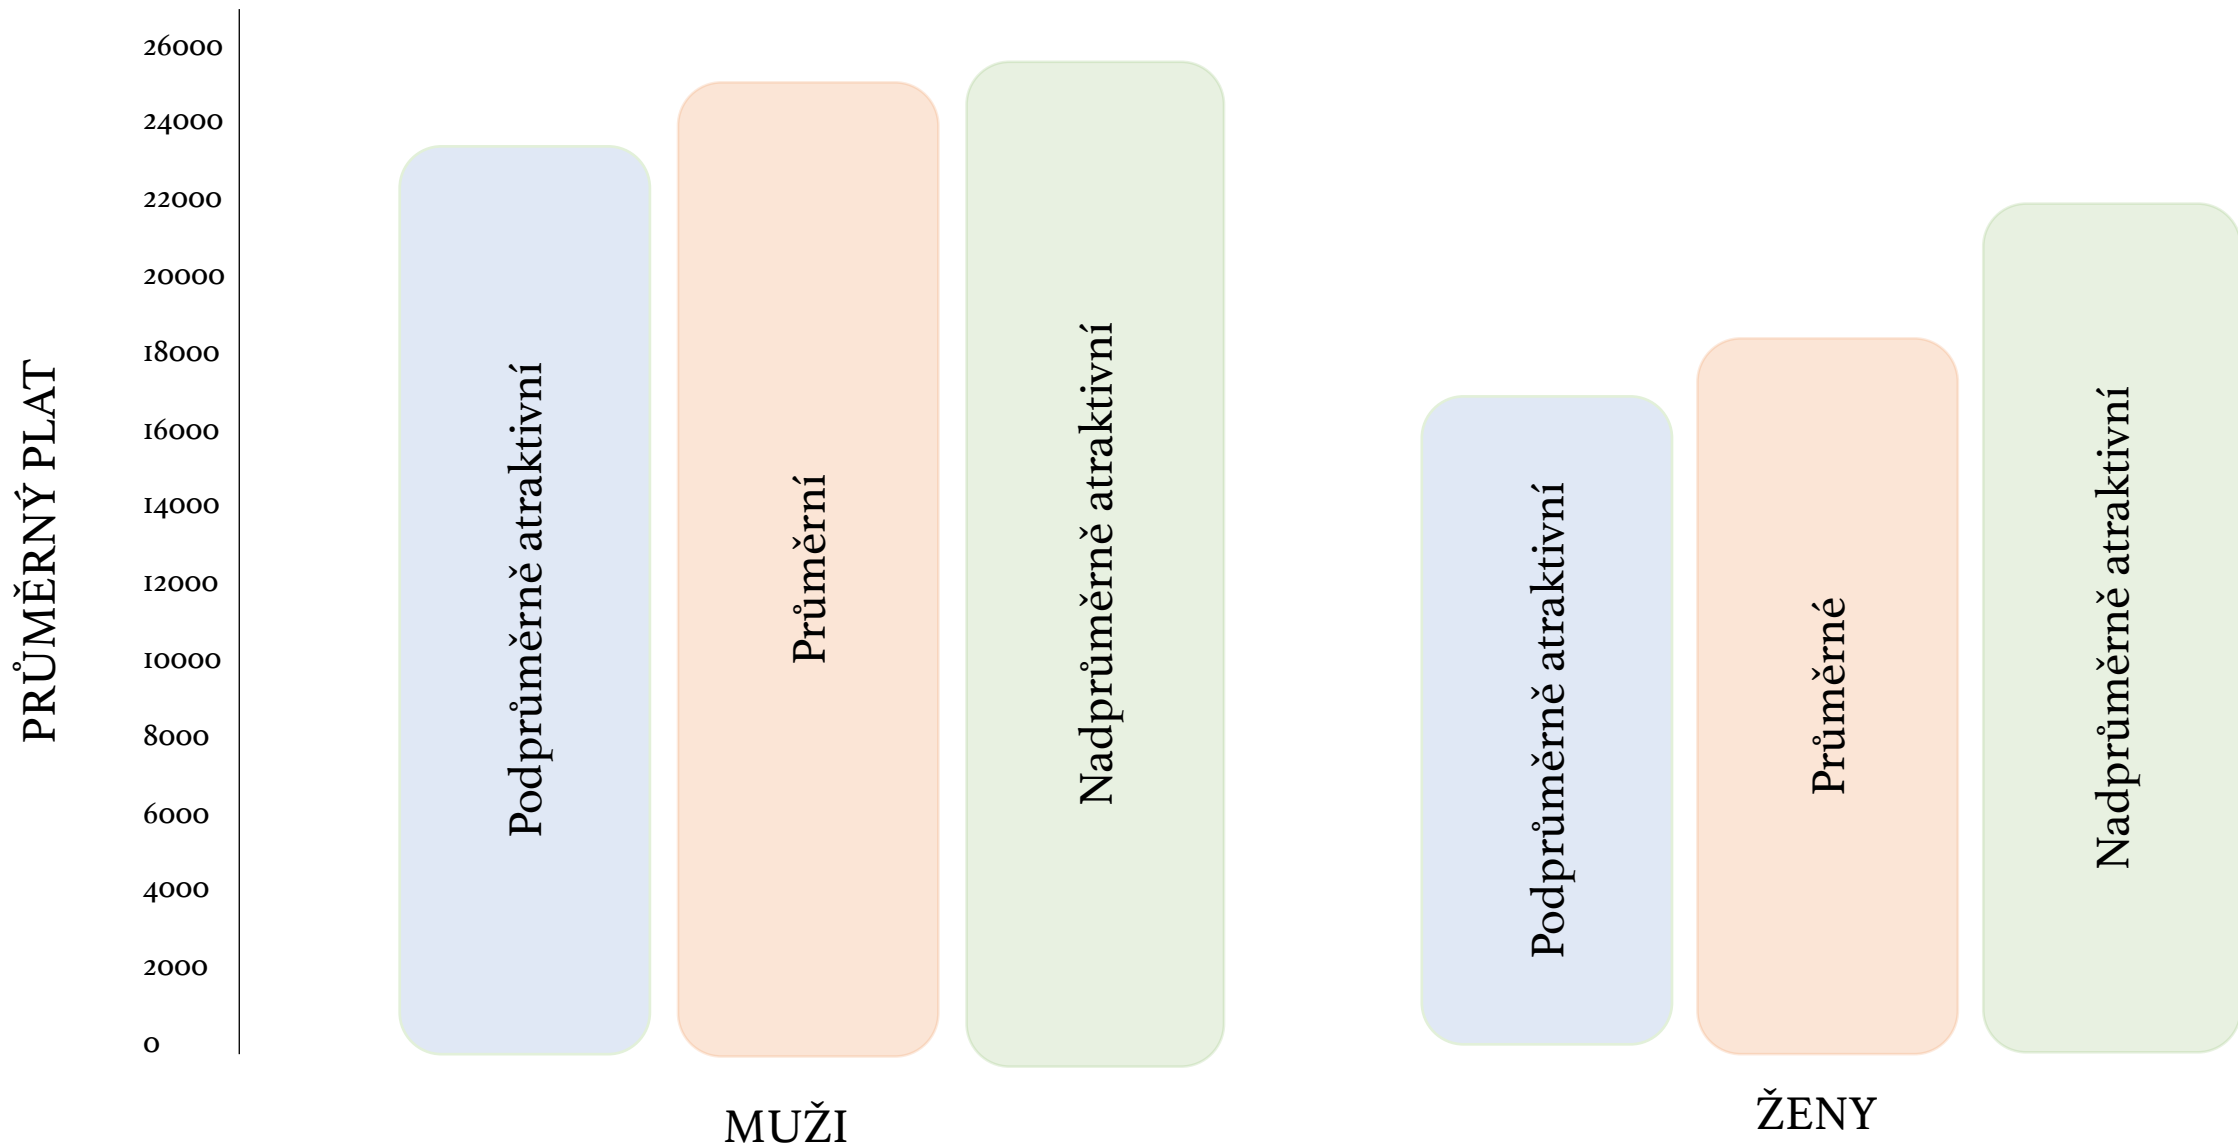 PRŮMĚRNÝ PLAT
26000
24000
22000
20000
18000
16000
14000
12000
10000
8000
6000
4000
2000
0
Podprůměrně atraktivní
Průměrní
Nadprůměrně atraktivní
Podprůměrně atraktivní
Průměrné
Nadprůměrně atraktivní
MUŽI
ŽENY